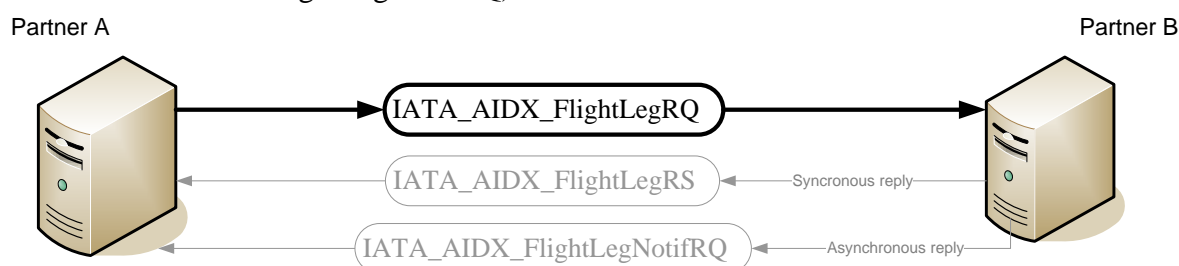 Partner A
Partner B
IATA_AIDX_FlightLegRQ
IATA_AIDX_FlightLegRS
Syncronous reply
IATA_AIDX_FlightLegNotifRQ
Asynchronous reply